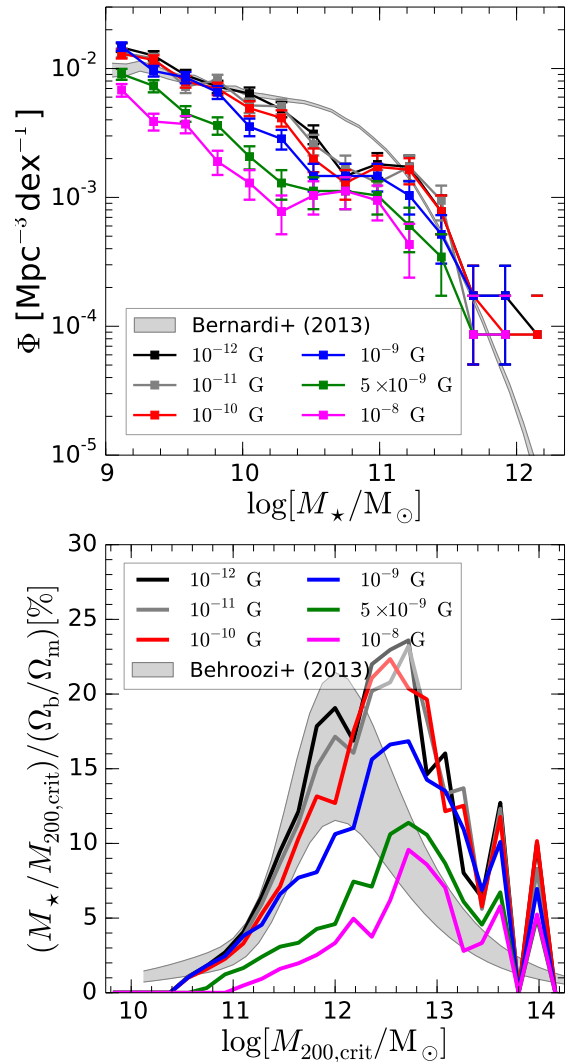 10⁻²
10⁻³
10⁻⁴
10⁻⁵
Φ [Mpc⁻³ dex⁻¹]
Bernardi+ (2013)
10⁻¹² G 10⁻⁹ G
10⁻¹¹ G 5×10⁻⁹ G
10⁻¹⁰ G 10⁻⁸ G
9 10 11 12
log[M⋆/M⊙]
30
25
20
15
10
5
0
(M⋆/M₂₀₀,crit)/(Ωb/Ωm)[%]
10⁻¹² G 10⁻⁹ G
10⁻¹¹ G 5×10⁻⁹ G
10⁻¹⁰ G 10⁻⁸ G
Behroozi+ (2013)
10 11 12 13 14
log[M₂₀₀,crit/M⊙]